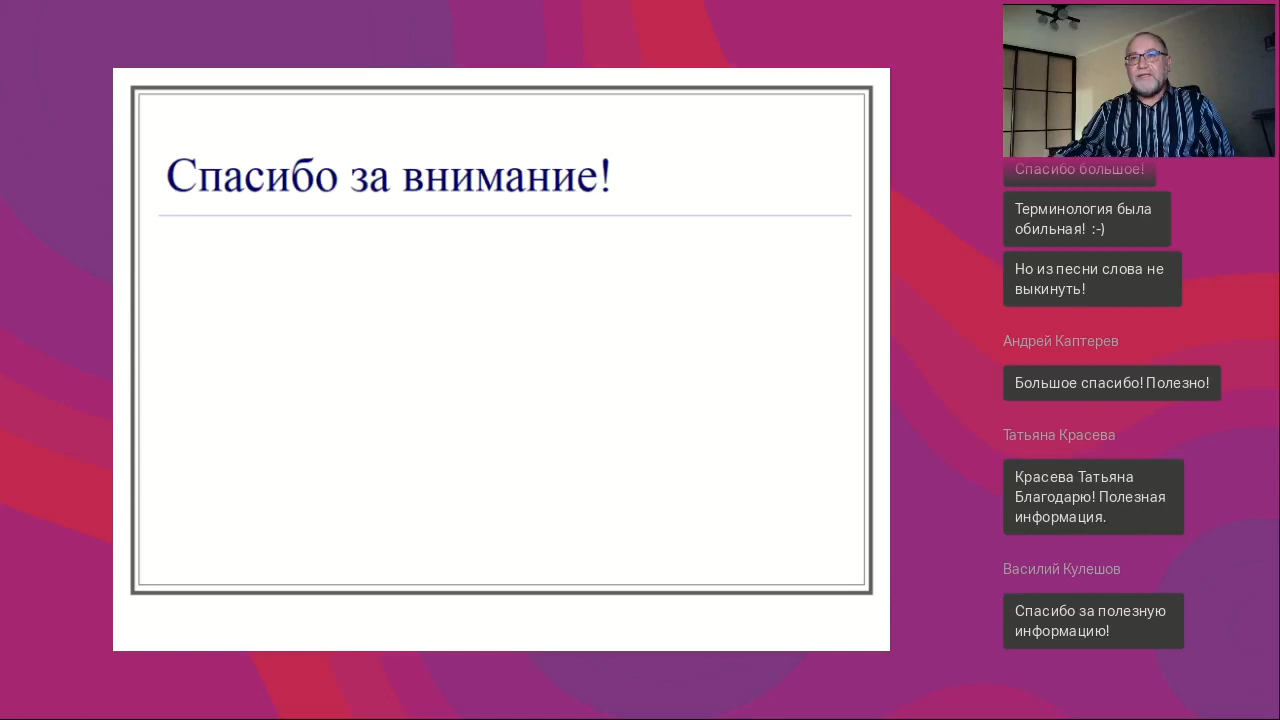 Спасибо за внимание!
Спасибо большое!
Терминология была
обильная! :-)
Но из песни слова не
выкинуть!
Андрей Каптерев
Большое спасибо! Полезно!
Татьяна Красева
Красева Татьяна
Благодарю! Полезная
информация.
Василий Кулешов
Спасибо за полезную
информацию!